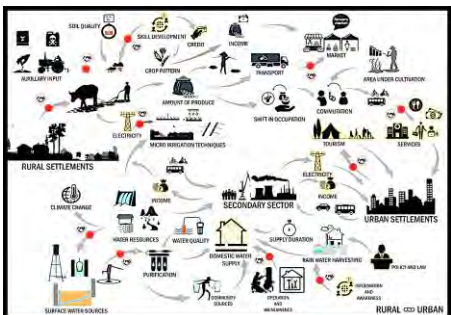 SOIL QUALITY
SKILL DEVELOPMENT
CREDIT
INCOME
MARKET
AUXILLARY INPUT
CROP PATTERN
TRANSPORT
AREA UNDER CULTIVATION
AMOUNT OF PRODUCE
SHIFT IN OCCUPATION
COMMUTATION
ELECTRICITY
MICRO IRRIGATION TECHNIQUES
TOURISM
SERVICES
RURAL SETTLEMENTS
ELECTRICITY
INCOME
SECONDARY SECTOR
INCOME
URBAN SETTLEMENTS
CLIMATE CHANGE
WATER RESOURCES
WATER QUALITY
SUPPLY DURATION
PURIFICATION
DOMESTIC WATER
SUPPLY
RAIN WATER HARVESTING
POLICY AND LAW
SURFACE WATER SOURCES
COMMUNITY
SOURCES
OPERATION
AND
MAINTENANCE
INFORMATION
AND
AWARENESS
RURAL URBAN